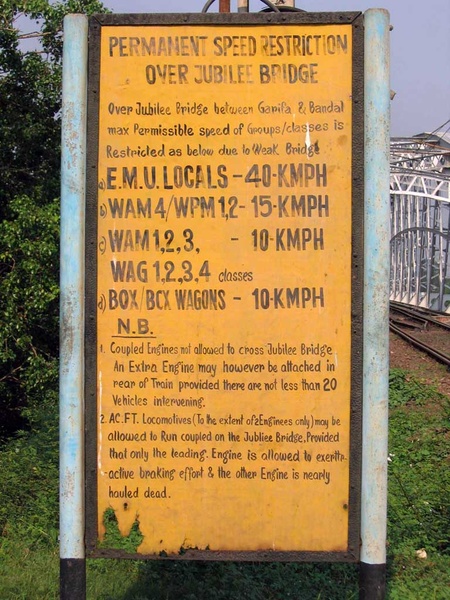 PERMAMENT SPEED RESTRICTION
OVER JUBILEE BRIDGE
Over Jubilee Bridge between Garifa & Bandal
max Permissible speed of Groups/classes is
Restricted as below due to Weak Bridge
a) E.M.U. LOCALS - 40-KMPH
b) WAM 4/WPM 1,2- 15-KMPH
c) WAM 1,2,3, - 10-KMPH
WAG 1,2,3,4 classes
d) BOX/BCX WAGONS - 10-KMPH
N.B.
1. Coupled Engines not allowed to cross Jubilee Bridge
An Extra Engine may however be attached in
rear of Train provided there are not less than 20
Vehicles intervening.
2. AC.FT. Locomotives (To the extent of 2 Enginees only) may be
allowed to Run coupled on the Jubliee Bridge. Provided
that only the leading. Engine is allowed to exert
-active braking effort & the other Engine is nearly
hauled dead.